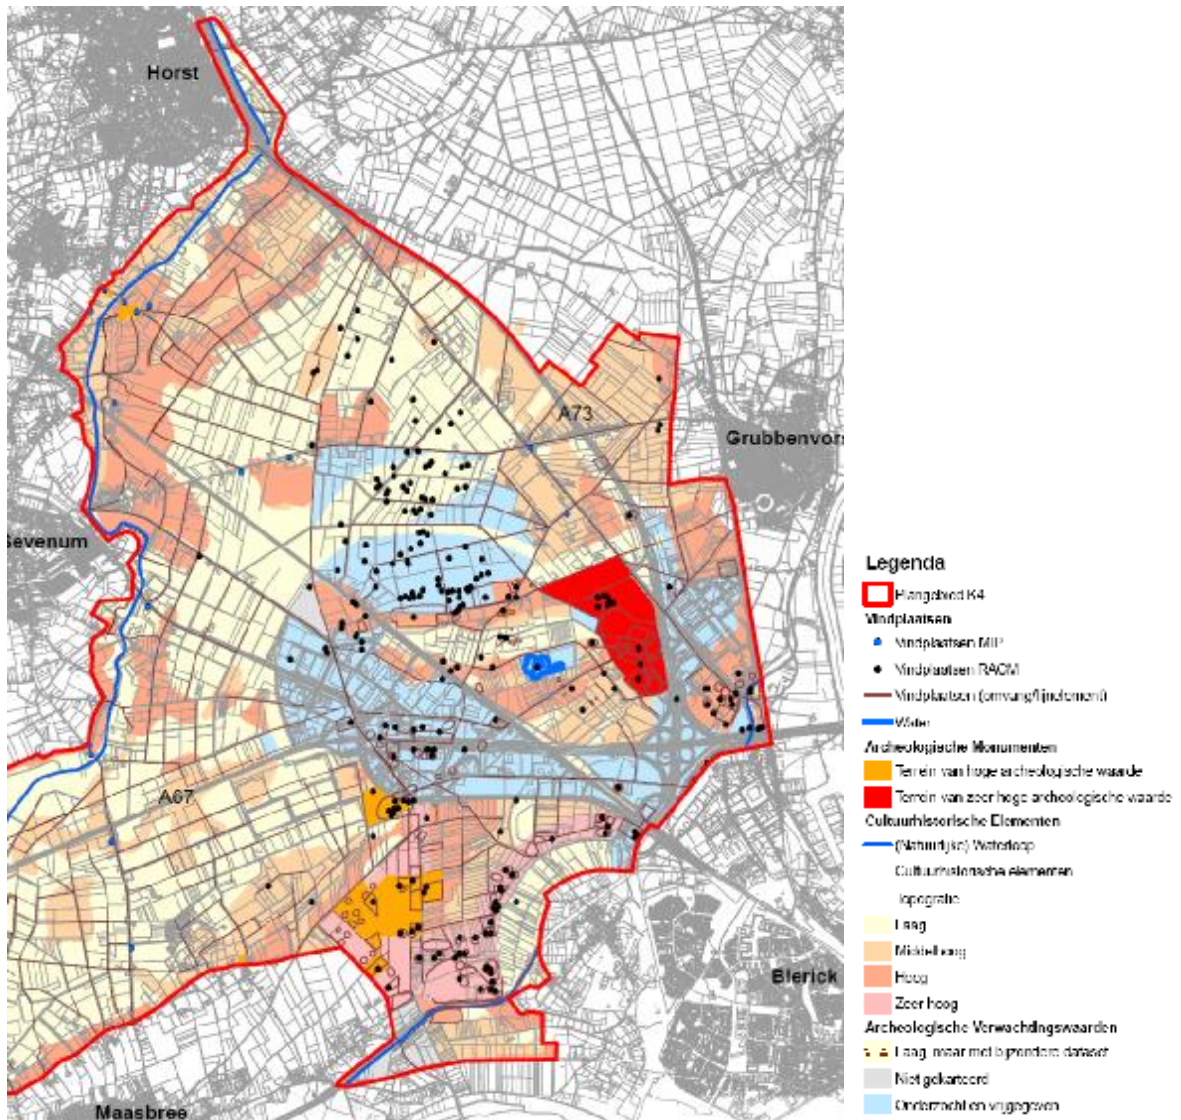 Horst
A73
Grubbenvors
Sevenum
A67
Blerick
Maasbree
Legenda
Plangebied K4
Vindplaatsen
Vindplaatsen MIP
Vindplaatsen RACM
Vindplaatsen (omvang/lijnelement)
Water
Archeologische Monumenten
Terrein van hoge archeologische waarde
Terrein van zeer hoge archeologische waarde
Cultuurhistorische Elementen
(Natuurlijke) Waterloop
Cultuurhistorische elementen
Topografie
Laag
Middelhoog
Hoog
Zeer hoog
Archeologische Verwachtingswaarden
Laag, maar met bijzondere dataset
Niet gekarteerd
Onderzocht en vrijgegeven